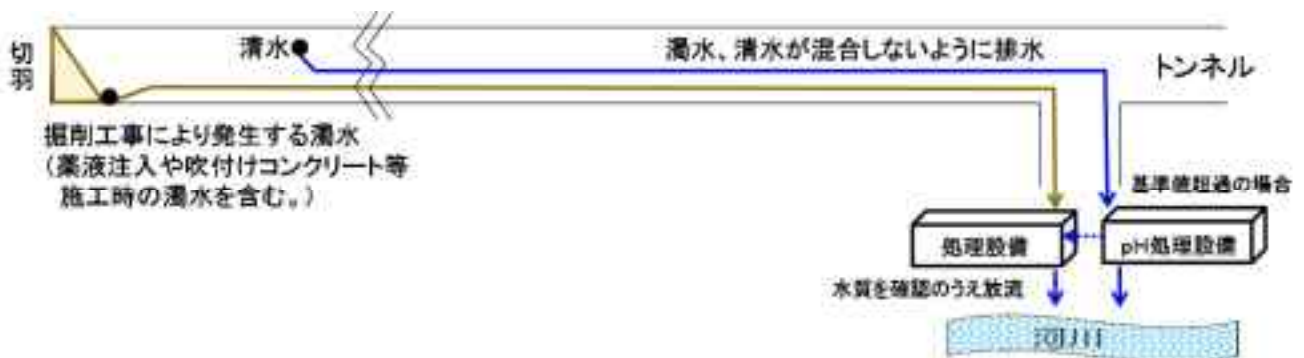 切羽
清水
濁水、清水が混合しないように排水
トンネル
掘削工事により発生する濁水
（薬液注入や吹付けコンクリート等
施工時の濁水を含む。）
基準値超過の場合
処理設備
pH処理設備
水質を確認のうえ放流
河川